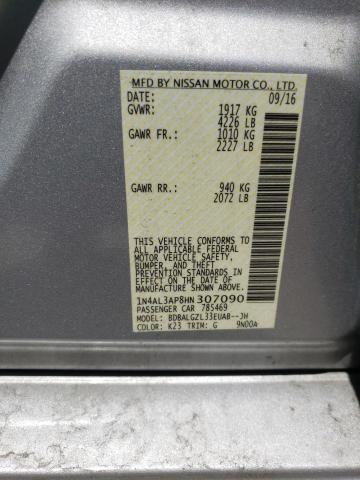 MFD BY NISSAN MOTOR CO., LTD.
DATE: 09/16
GVWR: 1917 KG
4226 LB
GAWR FR.: 1010 KG
2227 LB
GAWR RR.: 940 KG
2072 LB
THIS VEHICLE CONFORMS TO ALL
APPLICABLE FEDERAL
MOTOR VEHICLE SAFETY,
BUMPER, AND THEFT
PREVENTION STANDARDS
IN EFFECT ON THE DATE OF
MANUFACTURE SHOWN ABOVE.
1N4AL3AP8HN307090
PASSENGER CAR 785469
MODEL: BDBALGZL33EUAB--JH
COLOR: K23 TRIM: G 9N00A